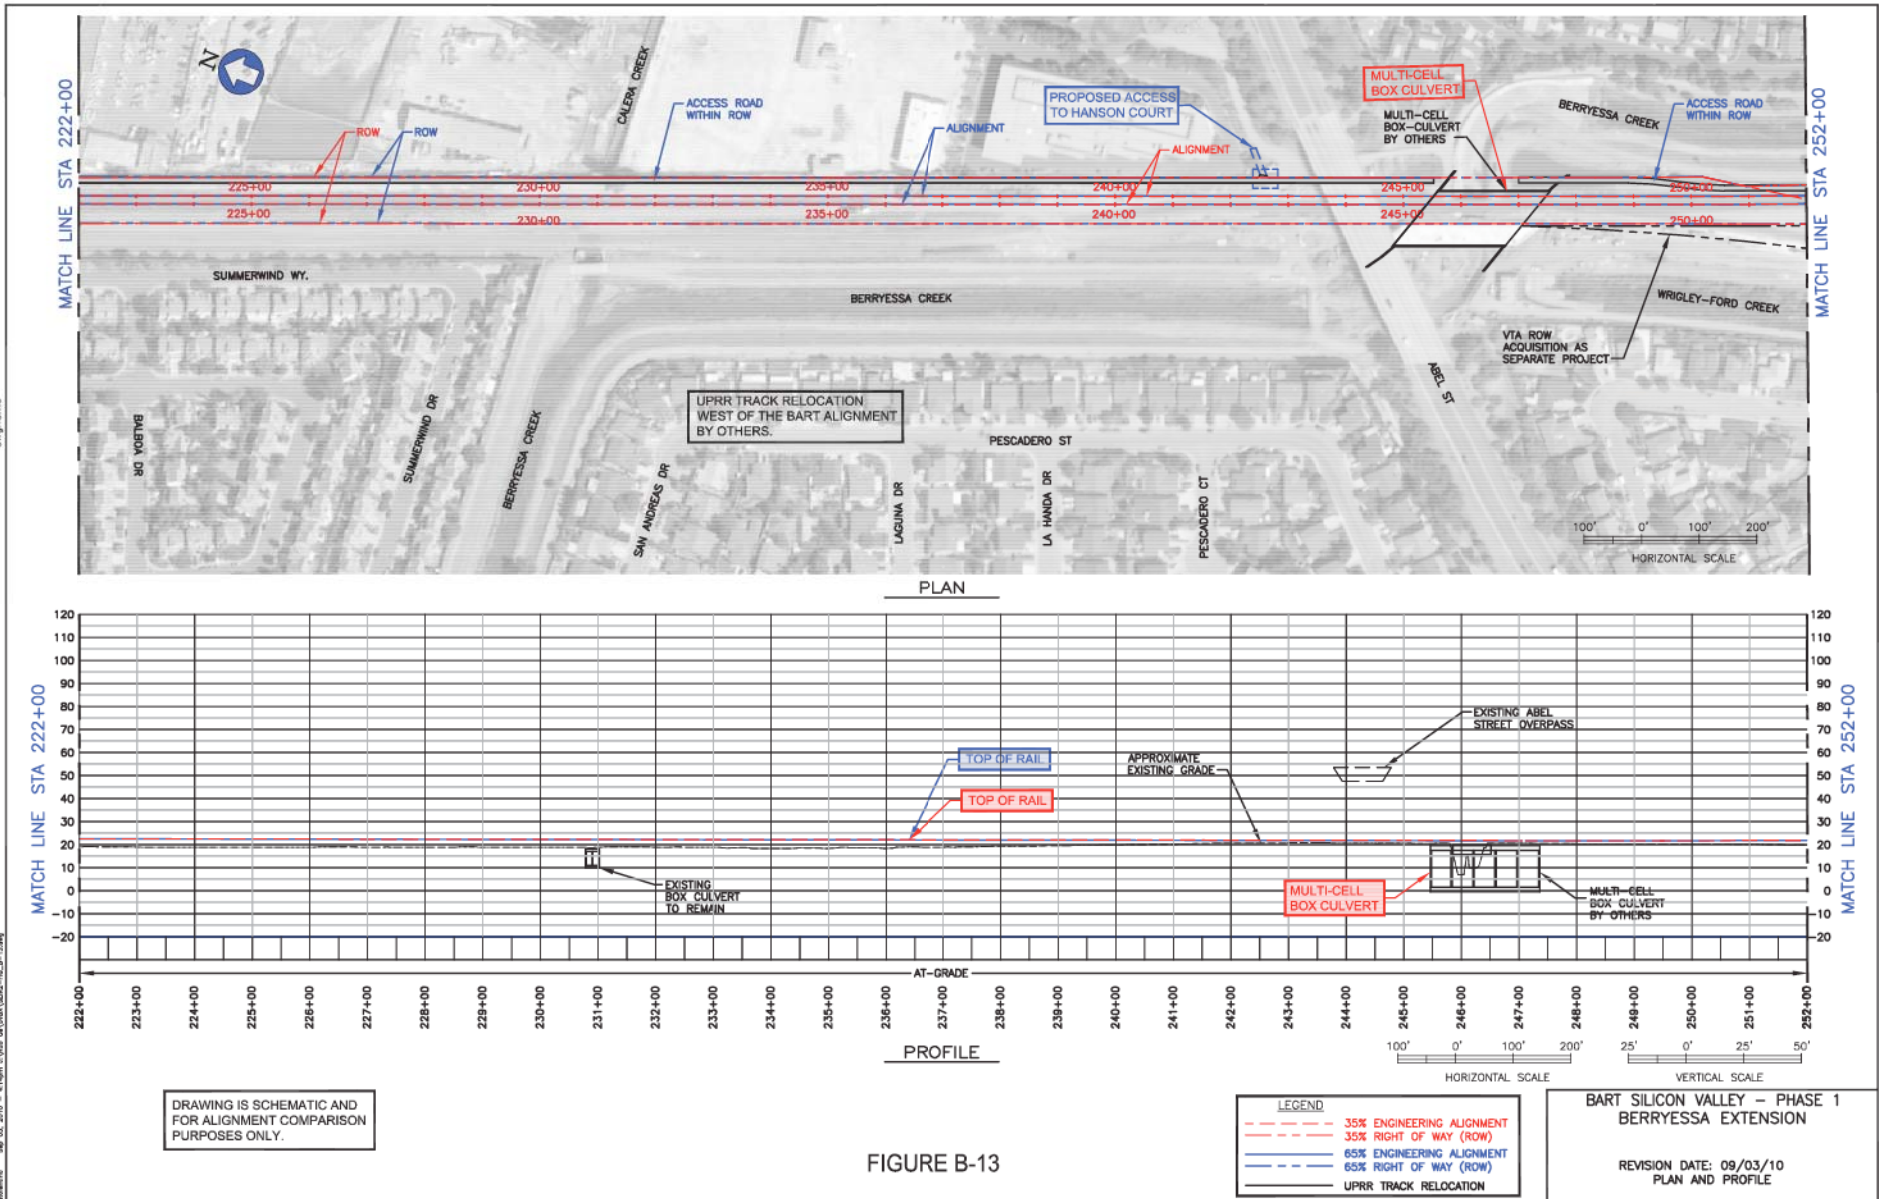 N
MATCH LINE STA 222+00
MATCH LINE STA 252+00
CALERA CREEK
ROW
ROW
ACCESS ROAD
WITHIN ROW
ALIGNMENT
PROPOSED ACCESS
TO HANSON COURT
ALIGNMENT
MULTI-CELL
BOX CULVERT
MULTI-CELL
BOX-CULVERT
BY OTHERS
BERRYESSA CREEK
ACCESS ROAD
WITHIN ROW
225+00
230+00
235+00
240+00
245+00
250+00
225+00
230+00
235+00
240+00
245+00
250+00
SUMMERWIND WY.
BERRYESSA CREEK
WRIGLEY-FORD CREEK
VTA ROW
ACQUISITION AS
SEPARATE PROJECT
ABEL ST
BALBOA DR
SUMMERWIND DR
BERRYESSA CREEK
SAN ANDREAS DR
UPRR TRACK RELOCATION
WEST OF THE BART ALIGNMENT
BY OTHERS.
LAGUNA DR
PESCADERO ST
LA HANDA DR
PESCADERO CT
100' 0' 100' 200'
HORIZONTAL SCALE
PLAN
MATCH LINE STA 222+00
120
110
100
90
80
70
60
50
40
30
20
10
0
-10
-20
TOP OF RAIL
TOP OF RAIL
APPROXIMATE
EXISTING GRADE
EXISTING ABEL
STREET OVERPASS
EXISTING
BOX CULVERT
TO REMAIN
MULTI-CELL
BOX CULVERT
MULTI-CELL
BOX CULVERT
BY OTHERS
120
110
100
90
80
70
60
50
40
30
20
10
0
-10
-20
MATCH LINE STA 252+00
AT-GRADE
222+00
223+00
224+00
225+00
226+00
227+00
228+00
229+00
230+00
231+00
232+00
233+00
234+00
235+00
236+00
237+00
238+00
239+00
240+00
241+00
242+00
243+00
244+00
245+00
246+00
247+00
248+00
249+00
250+00
251+00
252+00
PROFILE
100' 0' 100' 200'
HORIZONTAL SCALE
25' 0' 25' 50'
VERTICAL SCALE
DRAWING IS SCHEMATIC AND
FOR ALIGNMENT COMPARISON
PURPOSES ONLY.
FIGURE B-13
LEGEND
35% ENGINEERING ALIGNMENT
35% RIGHT OF WAY (ROW)
65% ENGINEERING ALIGNMENT
65% RIGHT OF WAY (ROW)
UPRR TRACK RELOCATION
BART SILICON VALLEY - PHASE 1
BERRYESSA EXTENSION
REVISION DATE: 09/03/10
PLAN AND PROFILE